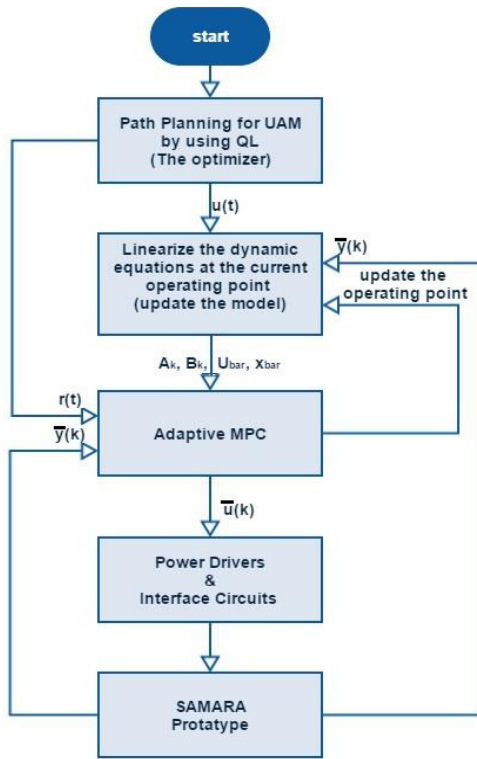 start
Path Planning for UAM
by using QL
(The optimizer)
u(t)
Linearize the dynamic
equations at the current
operating point
(update the model)
y̅(k)
update the
operating point
Aₖ, Bₖ, Ubar, xbar
r(t)
y̅(k)
Adaptive MPC
u̅(k)
Power Drivers
&
Interface Circuits
SAMARA
Protatype